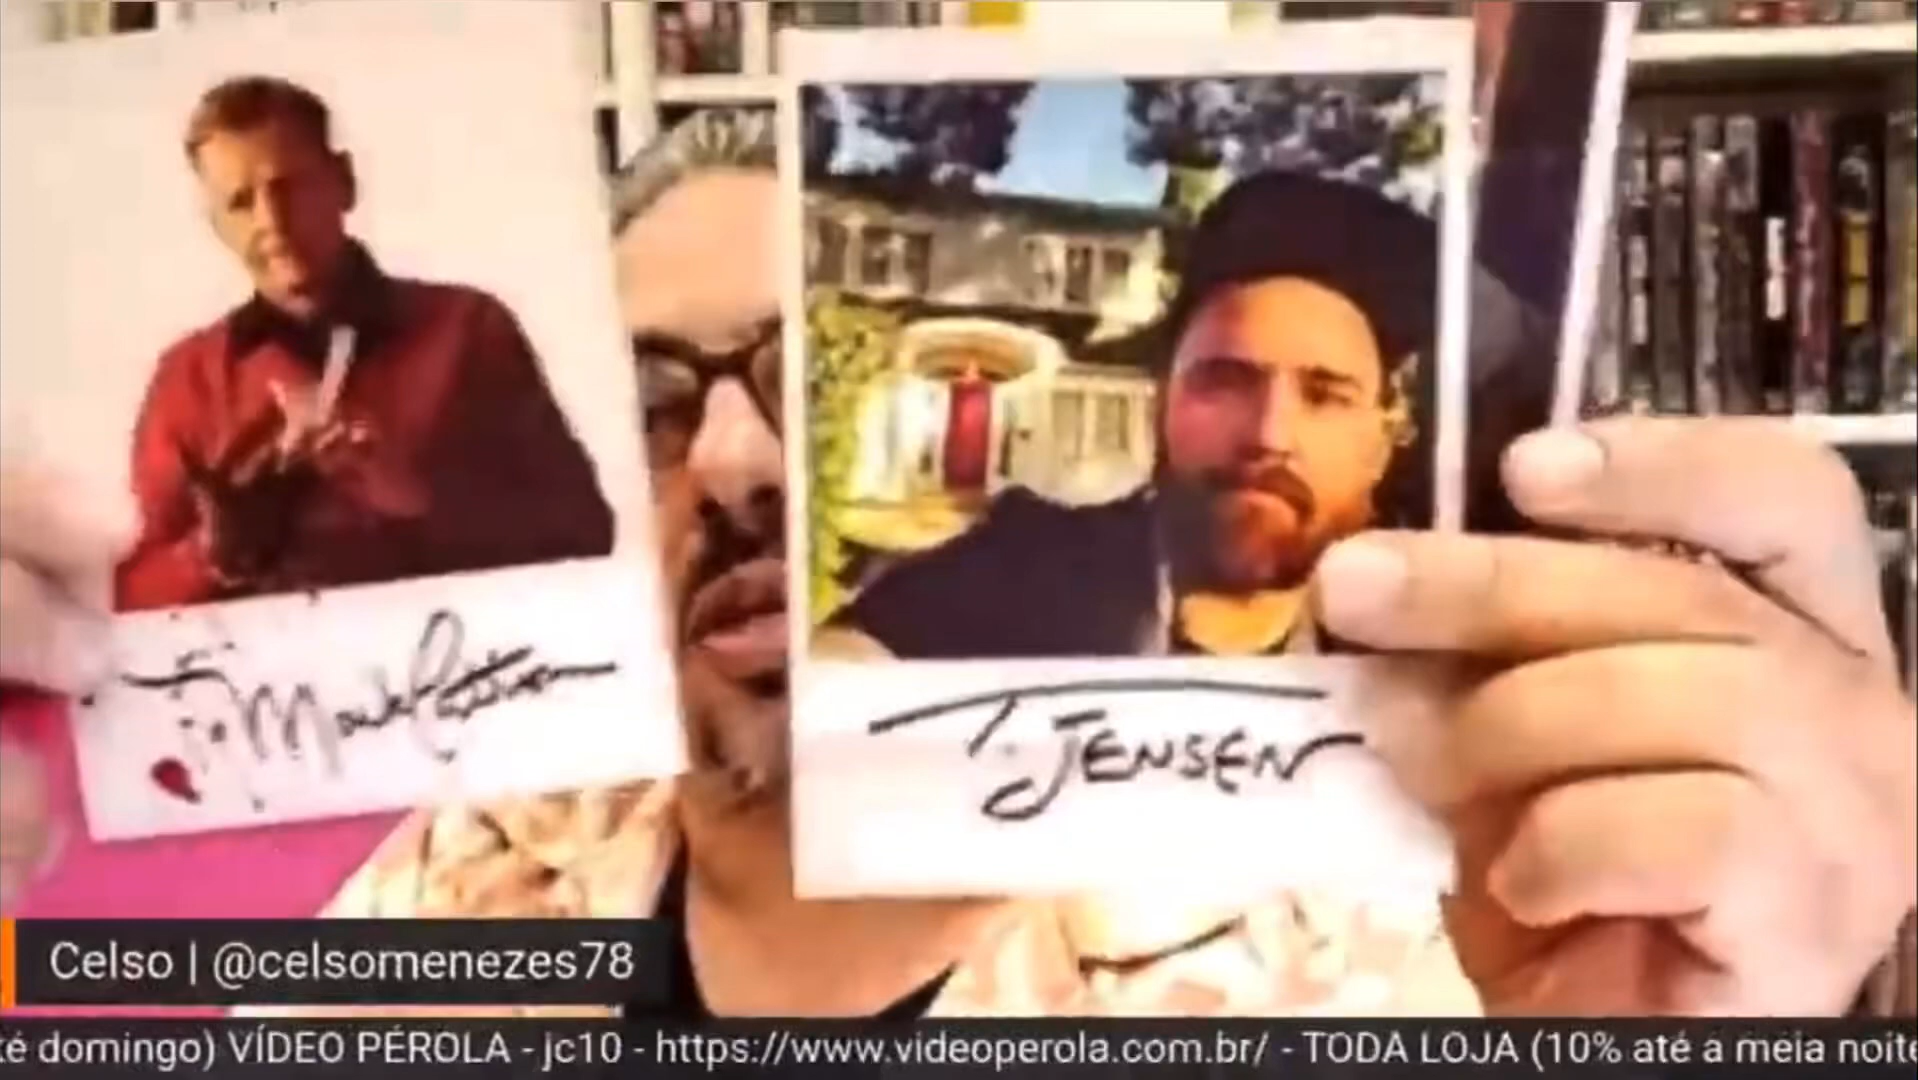 T. JENSEN
Celso | @celsomenezes78
té domingo) VÍDEO PÉROLA - jc10 - https://www.videoperola.com.br/ - TODA LOJA (10% até a meia noite